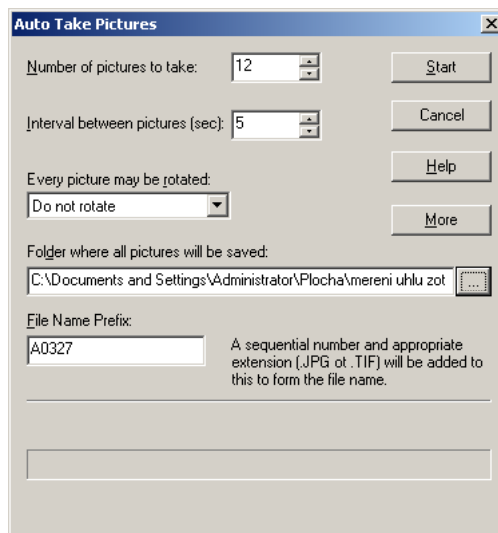 Auto Take Pictures
Number of pictures to take: 12
Start
Interval between pictures (sec): 5
Cancel
Help
Every picture may be rotated:
Do not rotate
More
Folder where all pictures will be saved:
C:\Documents and Settings\Administrator\Plocha\mereni uhlu zot ...
File Name Prefix:
A0327
A sequential number and appropriate
extension (.JPG ot .TIF) will be added to
this to form the file name.